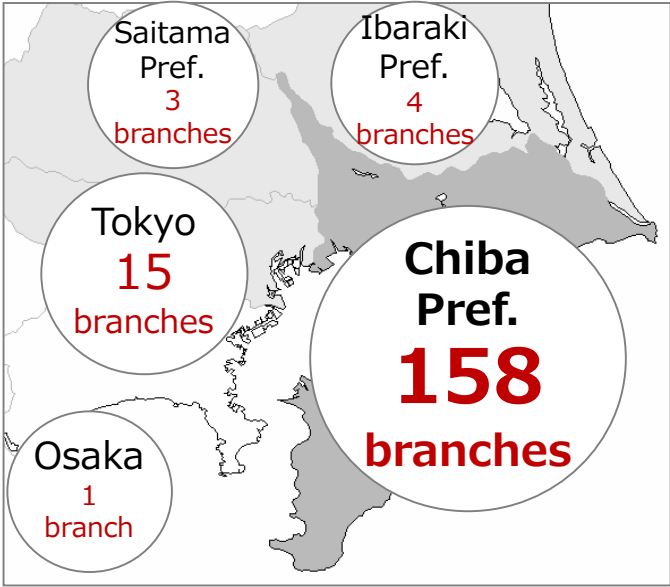 Saitama
Pref.
3
branches
Ibaraki
Pref.
4
branches
Tokyo
15
branches
Chiba
Pref.
158
branches
Osaka
1
branch